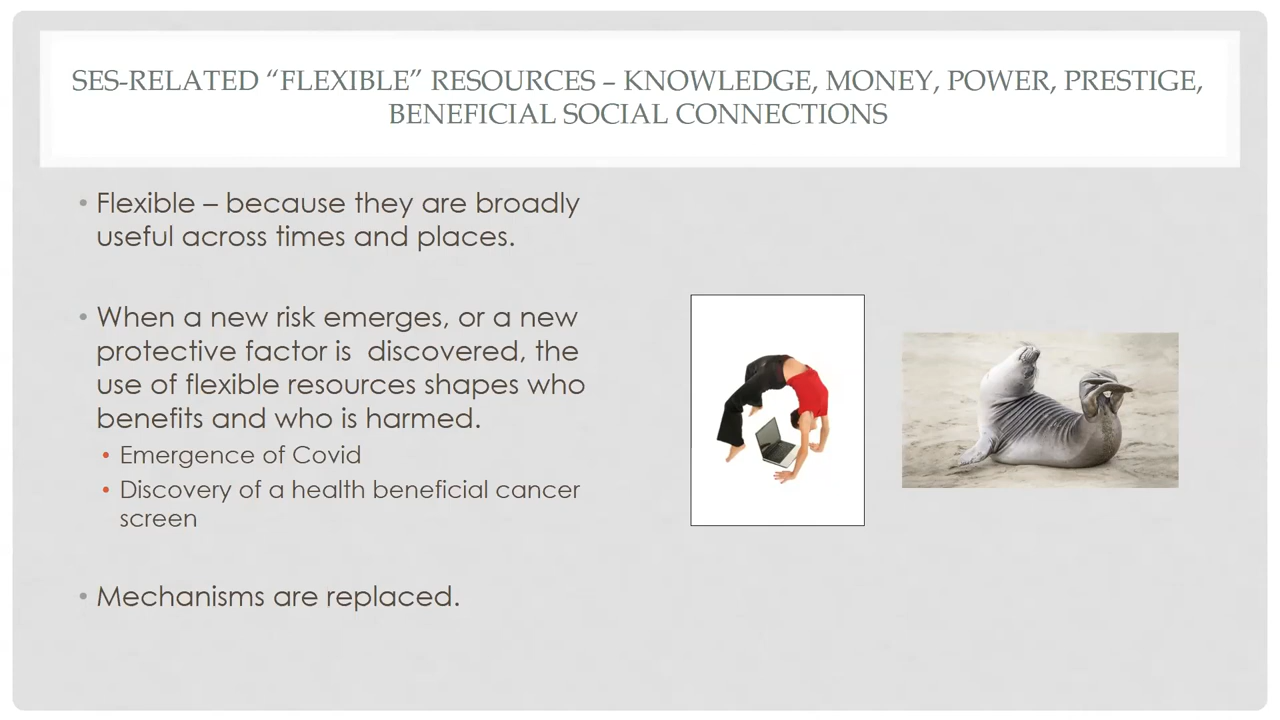 SES-RELATED “FLEXIBLE” RESOURCES – KNOWLEDGE, MONEY, POWER, PRESTIGE,
BENEFICIAL SOCIAL CONNECTIONS
• Flexible – because they are broadly
useful across times and places.
• When a new risk emerges, or a new
protective factor is  discovered, the
use of flexible resources shapes who
benefits and who is harmed.
• Emergence of Covid
• Discovery of a health beneficial cancer
screen
• Mechanisms are replaced.